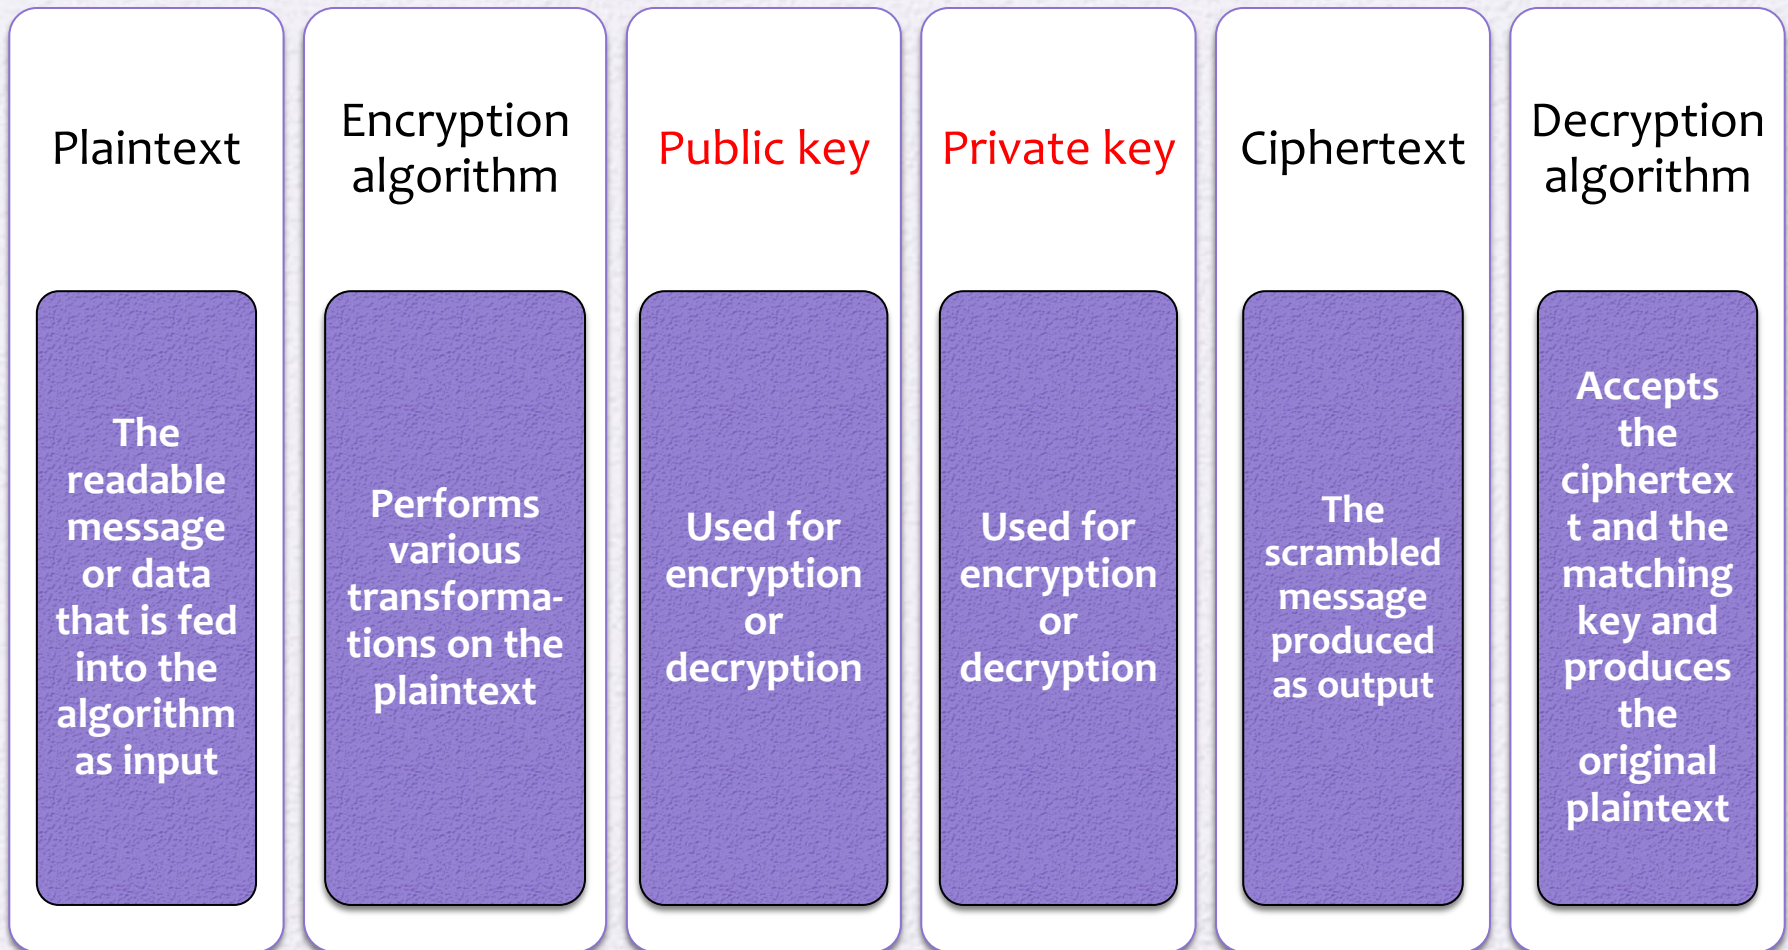 Plaintext
The
readable
message
or data
that is fed
into the
algorithm
as input
Encryption
algorithm
Performs
various
transforma-
tions on the
plaintext
Public key
Used for
encryption
or
decryption
Private key
Used for
encryption
or
decryption
Ciphertext
The
scrambled
message
produced
as output
Decryption
algorithm
Accepts
the
ciphertex
t and the
matching
key and
produces
the
original
plaintext